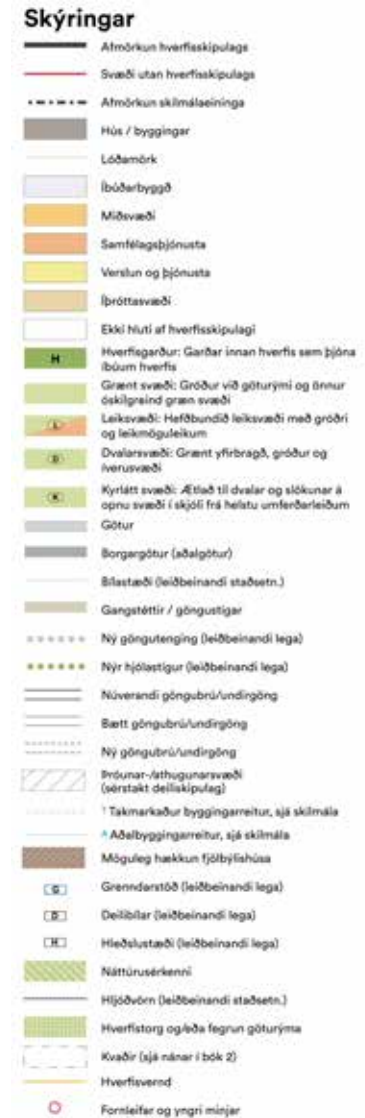 Skýringar
Afmörkun hverfisskipulags
Svæði utan hverfisskipulags
Afmörkun skilmálaeininga
Hús / byggingar
Lóðamörk
Íbúðarbyggð
Miðsvæði
Samfélagsþjónusta
Verslun og þjónusta
Íþróttasvæði
Ekki hluti af hverfisskipulagi
H Hverfisgarður: Garðar innan hverfis sem þjóna
íbúum hverfis
Grænt svæði: Gróður við göturými og önnur
óskilgreind græn svæði
L Leiksvæði: Hefðbundið leiksvæði með gróðri
og leikmöguleikum
D Dvalarsvæði: Grænt yfirbragð, gróður og
íverusvæði
K Kyrlátt svæði: Ætlað til dvalar og slökunar á
opnu svæði í skjóli frá helstu umferðarleiðum
Götur
Borgargötur (aðalgötur)
Bílastæði (leiðbeinandi staðsetn.)
Gangstéttir / göngustígar
Ný göngutenging (leiðbeinandi lega)
Nýr hjólastígur (leiðbeinandi lega)
Núverandi göngubrú/undirgöng
Bætt göngubrú/undirgöng
Ný göngubrú/undirgöng
Þróunar-/athugunarsvæði
(sérstakt deiliskipulag)
Takmarkaður byggingarreitur, sjá skilmála
Aðalbyggingarreitur, sjá skilmála
Möguleg hækkun fjölbýlishúsa
G Grenndarstöð (leiðbeinandi lega)
D Deilibílar (leiðbeinandi lega)
H Hleðslustæði (leiðbeinandi lega)
Náttúrusérkenni
Hljóðvörn (leiðbeinandi staðsetn.)
Hverfistorg og/eða fegrun göturýma
Kvaðir (sjá nánar í bók 2)
Hverfisvernd
Fornleifar og yngri minjar